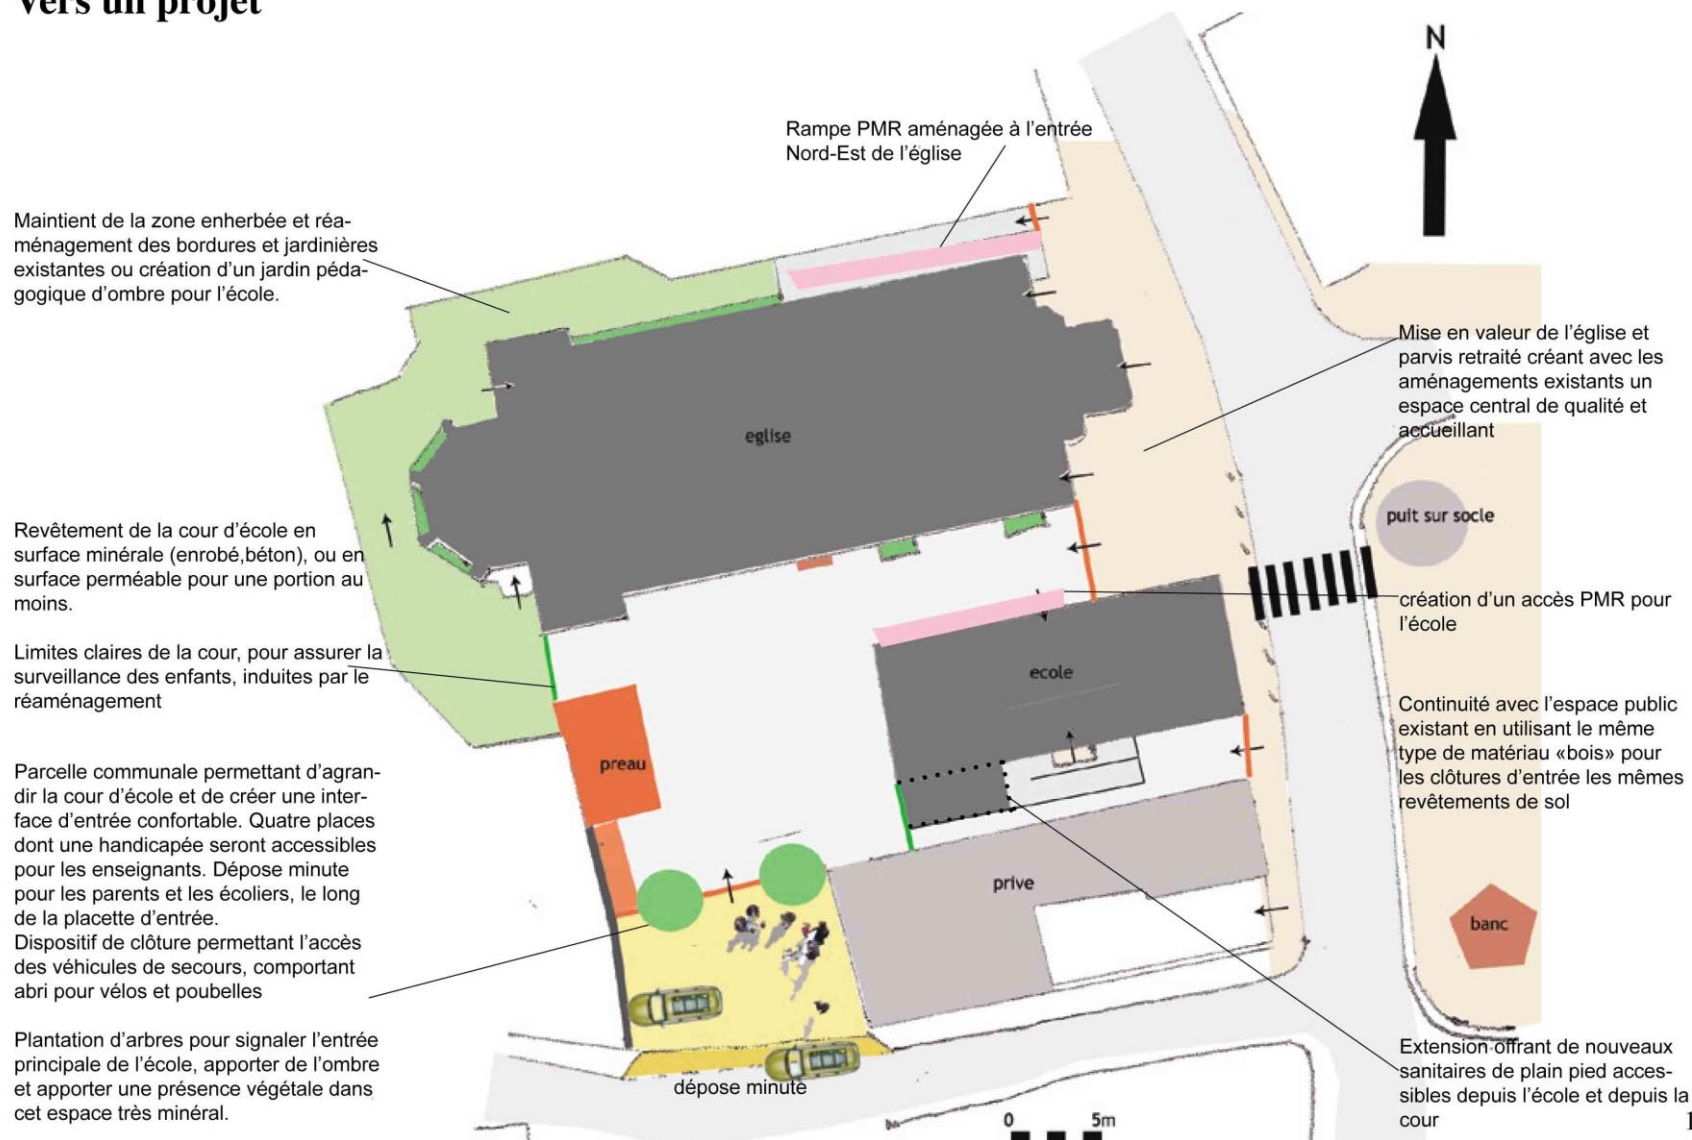 Vers un projet
N
Rampe PMR aménagée à l'entrée
Nord-Est de l'église
Maintient de la zone enherbée et réa-
ménagement des bordures et jardinières
existantes ou création d'un jardin péda-
gogique d'ombre pour l'école.
Mise en valeur de l'église et
parvis retraité créant avec les
aménagements existants un
espace central de qualité et
accueillant
eglise
puit sur socle
Revêtement de la cour d'école en
surface minérale (enrobé,béton), ou en
surface perméable pour une portion au
moins.
création d'un accès PMR pour
l'école
Limites claires de la cour, pour assurer la
surveillance des enfants, induites par le
réaménagement
ecole
Continuité avec l'espace public
existant en utilisant le même
type de matériau «bois» pour
les clôtures d'entrée les mêmes
revêtements de sol
preau
Parcelle communale permettant d'agran-
dir la cour d'école et de créer une inter-
face d'entrée confortable. Quatre places
dont une handicapée seront accessibles
pour les enseignants. Dépose minute
pour les parents et les écoliers, le long
de la placette d'entrée.
Dispositif de clôture permettant l'accès
des véhicules de secours, comportant
abri pour vélos et poubelles
prive
banc
Plantation d'arbres pour signaler l'entrée
principale de l'école, apporter de l'ombre
et apporter une présence végétale dans
cet espace très minéral.
dépose minute
Extension offrant de nouveaux
sanitaires de plain pied acces-
sibles depuis l'école et depuis la
cour
0 5m
1